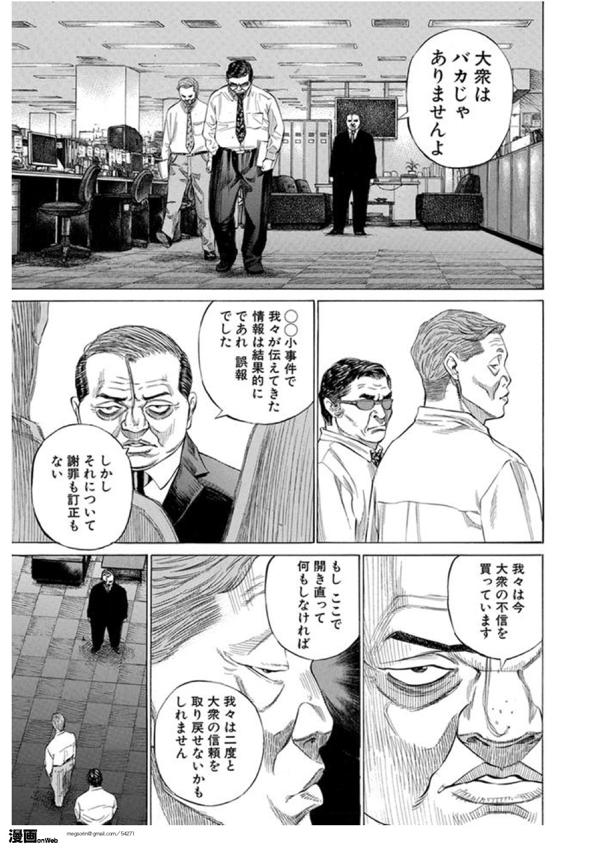 大衆は
バカじゃ
ありませんよ
〇〇小事件で
我々が伝えてきた
情報は結果的に
であれ 誤報
でした
しかし
それについて
謝罪も訂正も
ない
我々は今
大衆の不信を
買っています
もし ここで
開き直って
何もしなければ
我々は二度と
大衆の信頼を
取り戻せないかも
しれません
漫画onWeb
megaorin@gmail.com/54271